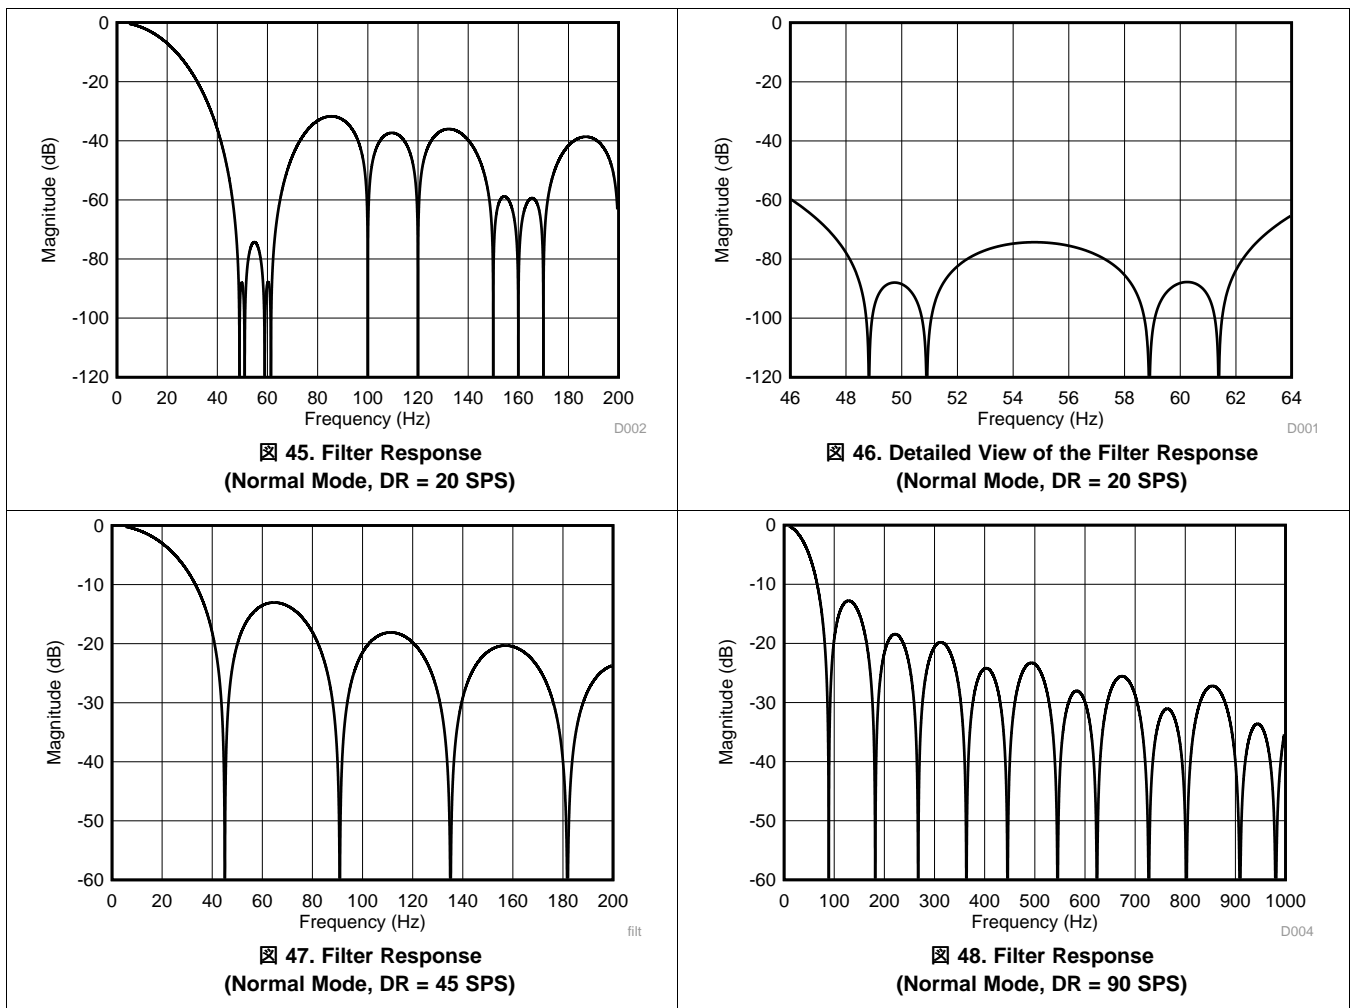 0
-20
-40
-60
-80
-100
-120
Magnitude (dB)
0 20 40 60 80 100 120 140 160 180 200
Frequency (Hz)
D002
図 45. Filter Response
(Normal Mode, DR = 20 SPS)
0
-20
-40
-60
-80
-100
-120
Magnitude (dB)
46 48 50 52 54 56 58 60 62 64
Frequency (Hz)
D001
図 46. Detailed View of the Filter Response
(Normal Mode, DR = 20 SPS)
0
-10
-20
-30
-40
-50
-60
Magnitude (dB)
0 20 40 60 80 100 120 140 160 180 200
Frequency (Hz)
filt
図 47. Filter Response
(Normal Mode, DR = 45 SPS)
0
-10
-20
-30
-40
-50
-60
Magnitude (dB)
0 100 200 300 400 500 600 700 800 900 1000
Frequency (Hz)
D004
図 48. Filter Response
(Normal Mode, DR = 90 SPS)